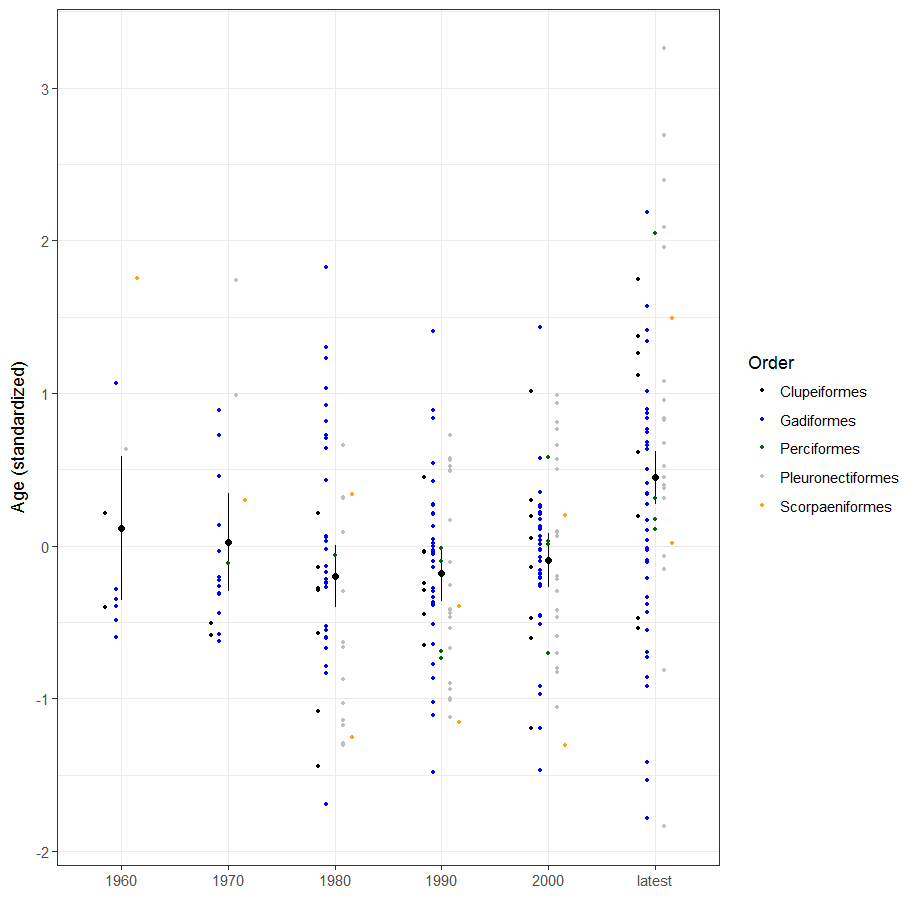 Age (standardized)
3
2
1
0
-1
-2
1960 1970 1980 1990 2000 latest
Order
Clupeiformes
Gadiformes
Perciformes
Pleuronectiformes
Scorpaeniformes